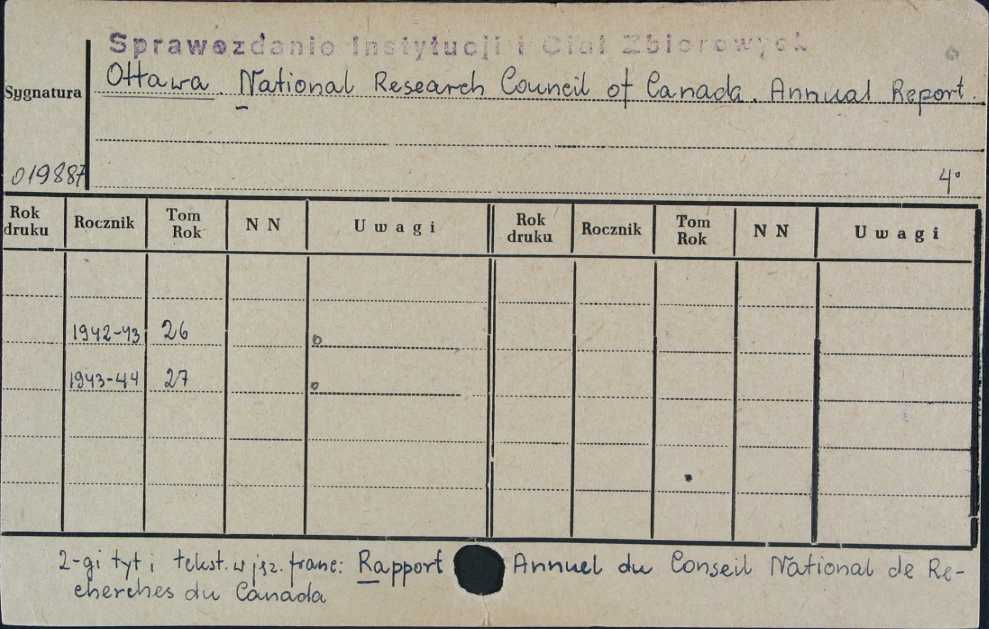 Sprawozdanie Instytucji i Ciał Zbiorowych
Ottawa. National Research Council of Canada. Annual Report.
Sygnatura
019887
4°
Rok druku Rocznik Tom Rok N N Uwagi Rok druku Rocznik Tom Rok N N Uwagi
1942-43 26
1943-44 27
2-gi tyt i tekst. w jęz. franc: Rapport Annuel du Conseil National de Re-
cherches du Canada